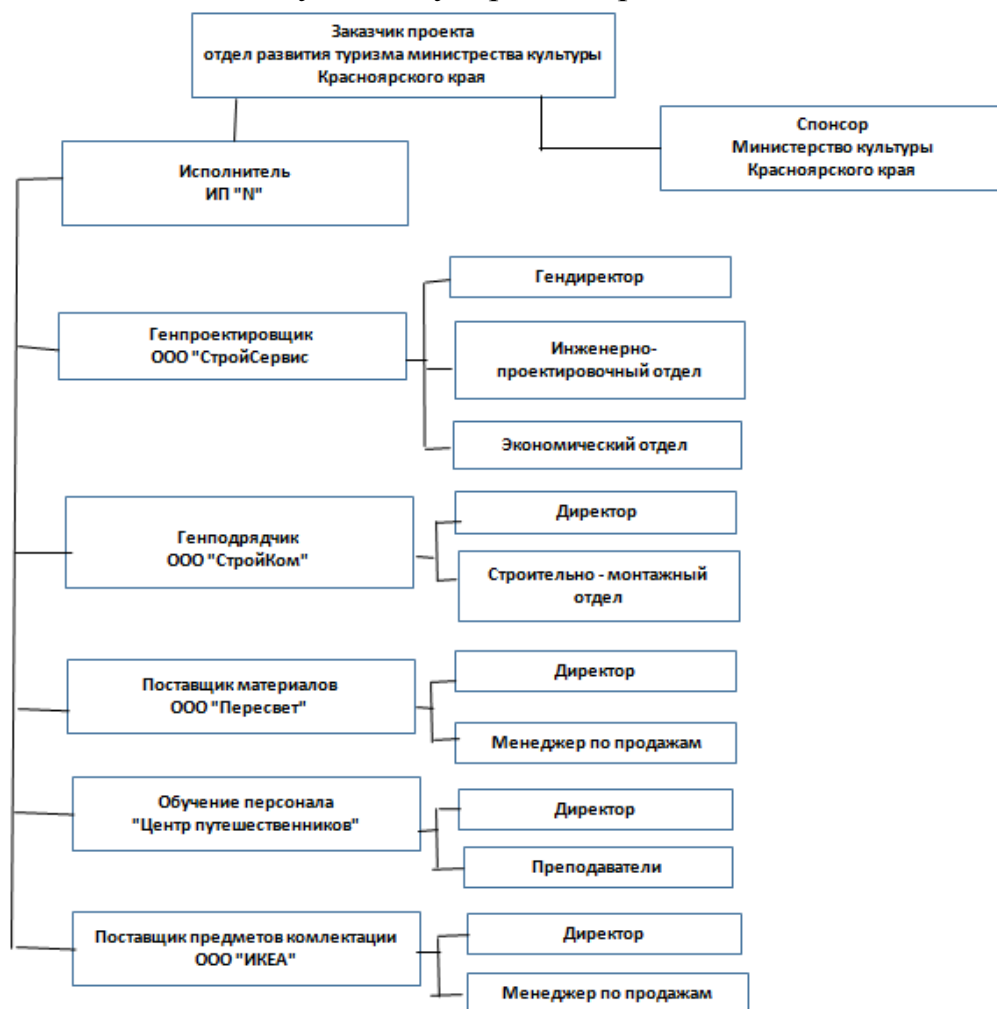 Заказчик проекта
отдел развития туризма министрества культуры
Красноярского края
Спонсор
Министерство культуры
Красноярского края
Исполнитель
ИП "N"
Гендиректор
Генпроектировщик
ООО "СтройСервис
Инженерно-
проектировочный отдел
Экономический отдел
Директор
Генподрядчик
ООО "СтройКом"
Строительно - монтажный
отдел
Директор
Поставщик материалов
ООО "Пересвет"
Менеджер по продажам
Обучение персонала
"Центр путешественников"
Директор
Преподаватели
Поставщик предметов комлектации
ООО "ИКЕА"
Директор
Менеджер по продажам